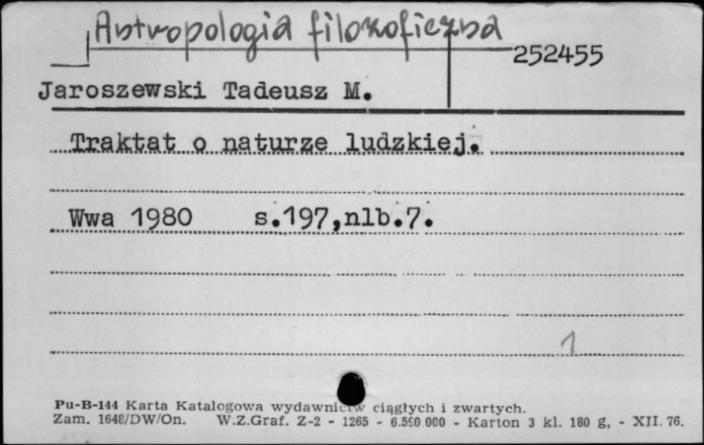 Antropologia filozoficzna
252455
Jaroszewski Tadeusz M.
Traktat o naturze ludzkiej.
Wwa 1980 s.197,nlb.7.
1
Pu-B-144 Karta Katalogowa wydawnictw ciągłych i zwartych.
Zam. 1648/DW/On. W.Z.Graf. Z-2 - 1265 - 6.590.000 - Karton 3 kl. 180 g, - XII. 76.